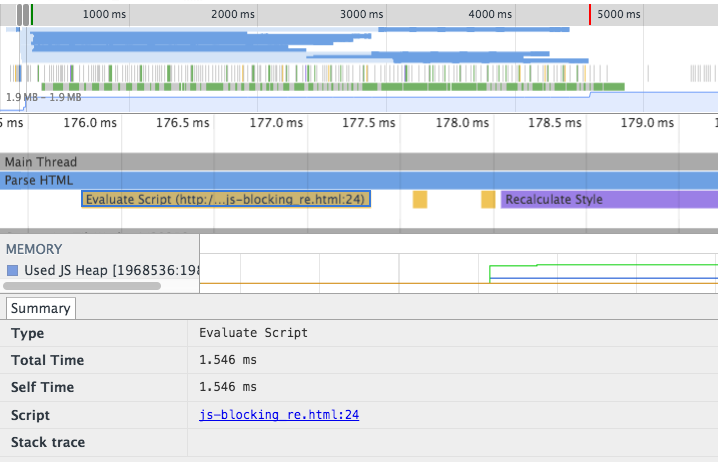 1000 ms 2000 ms 3000 ms 4000 ms 5000 ms
1.9 MB – 1.9 MB
5 ms 176.0 ms 176.5 ms 177.0 ms 177.5 ms 178.0 ms 178.5 ms 179.0 ms 1
Main Thread
Parse HTML
Evaluate Script (http:/...js-blocking_re.html:24) Recalculate Style
MEMORY
Used JS Heap [1968536:198
Summary
Type Evaluate Script
Total Time 1.546 ms
Self Time 1.546 ms
Script js-blocking_re.html:24
Stack trace